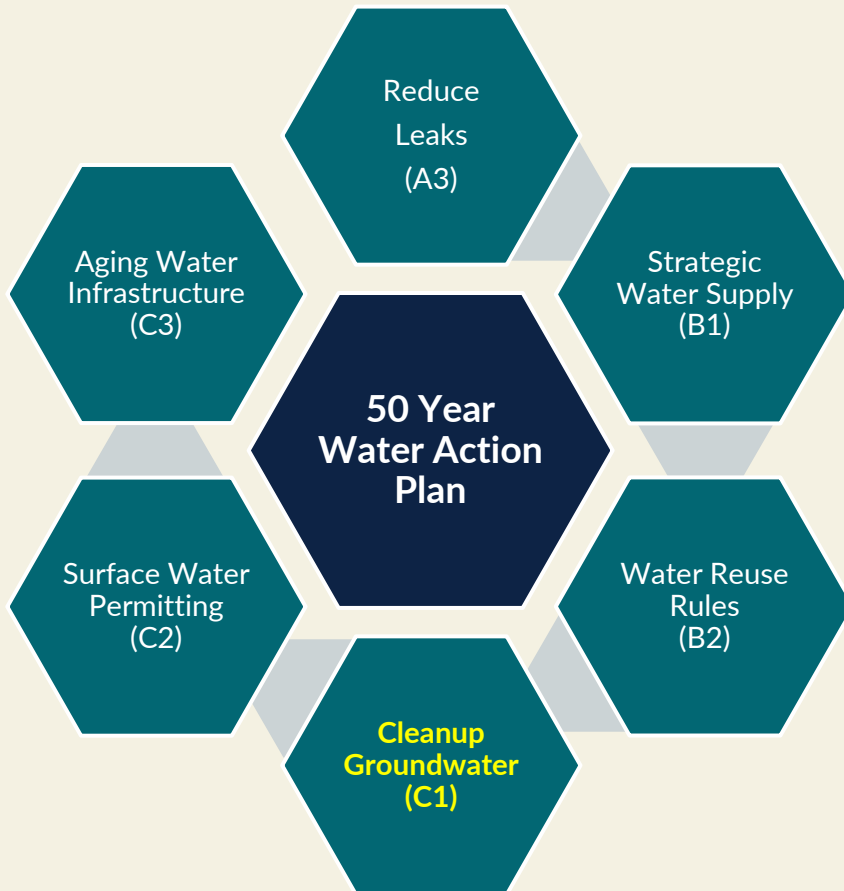 Reduce
Leaks
(A3)
Strategic
Water Supply
(B1)
Water Reuse
Rules
(B2)
Cleanup
Groundwater
(C1)
Surface Water
Permitting
(C2)
Aging Water
Infrastructure
(C3)
50 Year
Water Action
Plan